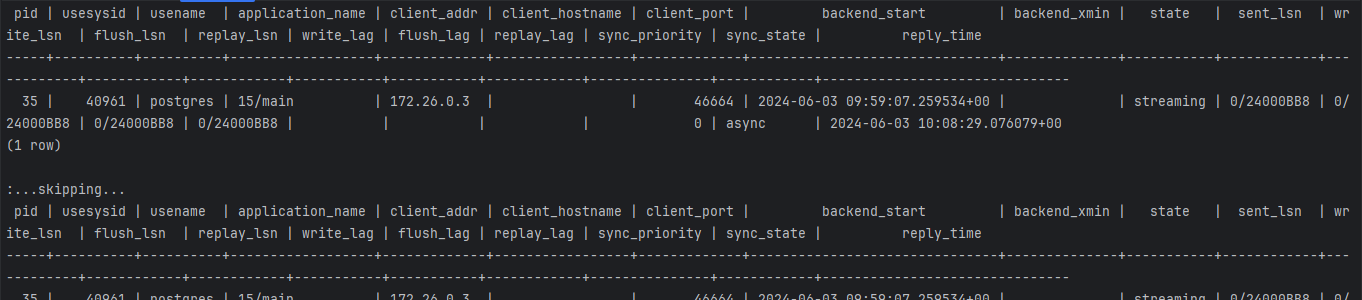 pid | usesysid | usename  | application_name | client_addr | client_hostname | client_port |         backend_start         | backend_xmin |   state   |  sent_lsn  | wr
ite_lsn  | flush_lsn  | replay_lsn | write_lag | flush_lag | replay_lag | sync_priority | sync_state |          reply_time
-----+----------+----------+------------------+-------------+-----------------+-------------+-------------------------------+--------------+-----------+------------+---
---------+------------+------------+-----------+-----------+------------+---------------+------------+-------------------------------
  35 |    40961 | postgres | 15/main          | 172.26.0.3  |                 |       46664 | 2024-06-03 09:59:07.259534+00 |              | streaming | 0/24000BB8 | 0/
24000BB8 | 0/24000BB8 | 0/24000BB8 |           |           |            |             0 | async      | 2024-06-03 10:08:29.076079+00
(1 row)

:...skipping...
 pid | usesysid | usename  | application_name | client_addr | client_hostname | client_port |         backend_start         | backend_xmin |   state   |  sent_lsn  | wr
ite_lsn  | flush_lsn  | replay_lsn | write_lag | flush_lag | replay_lag | sync_priority | sync_state |          reply_time
-----+----------+----------+------------------+-------------+-----------------+-------------+-------------------------------+--------------+-----------+------------+---
---------+------------+------------+-----------+-----------+------------+---------------+------------+-------------------------------
  35 |    40961 | postgres | 15/main          | 172.26.0.3  |                 |       46664 | 2024-06-03 09:59:07.259534+00 |              | streaming | 0/24000BB8 | 0/